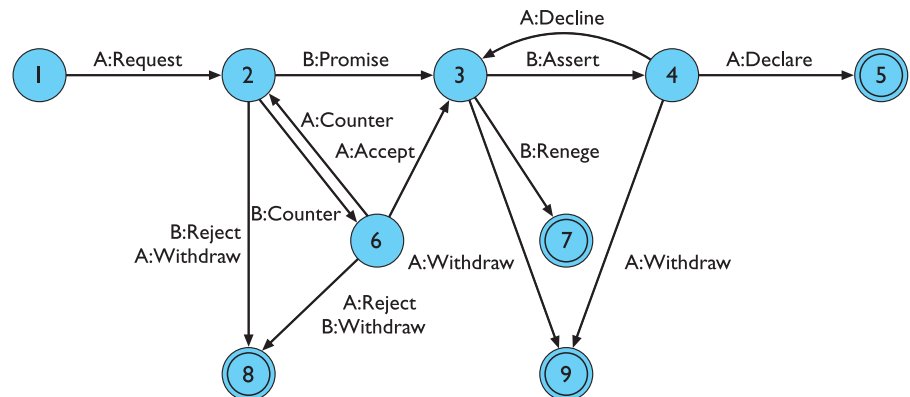 A:Decline
1
A:Request
2
B:Promise
3
B:Assert
4
A:Declare
5
A:Counter
A:Accept
B:Renege
B:Counter
B:Reject
A:Withdraw
6
7
A:Withdraw
A:Withdraw
A:Reject
B:Withdraw
8
9